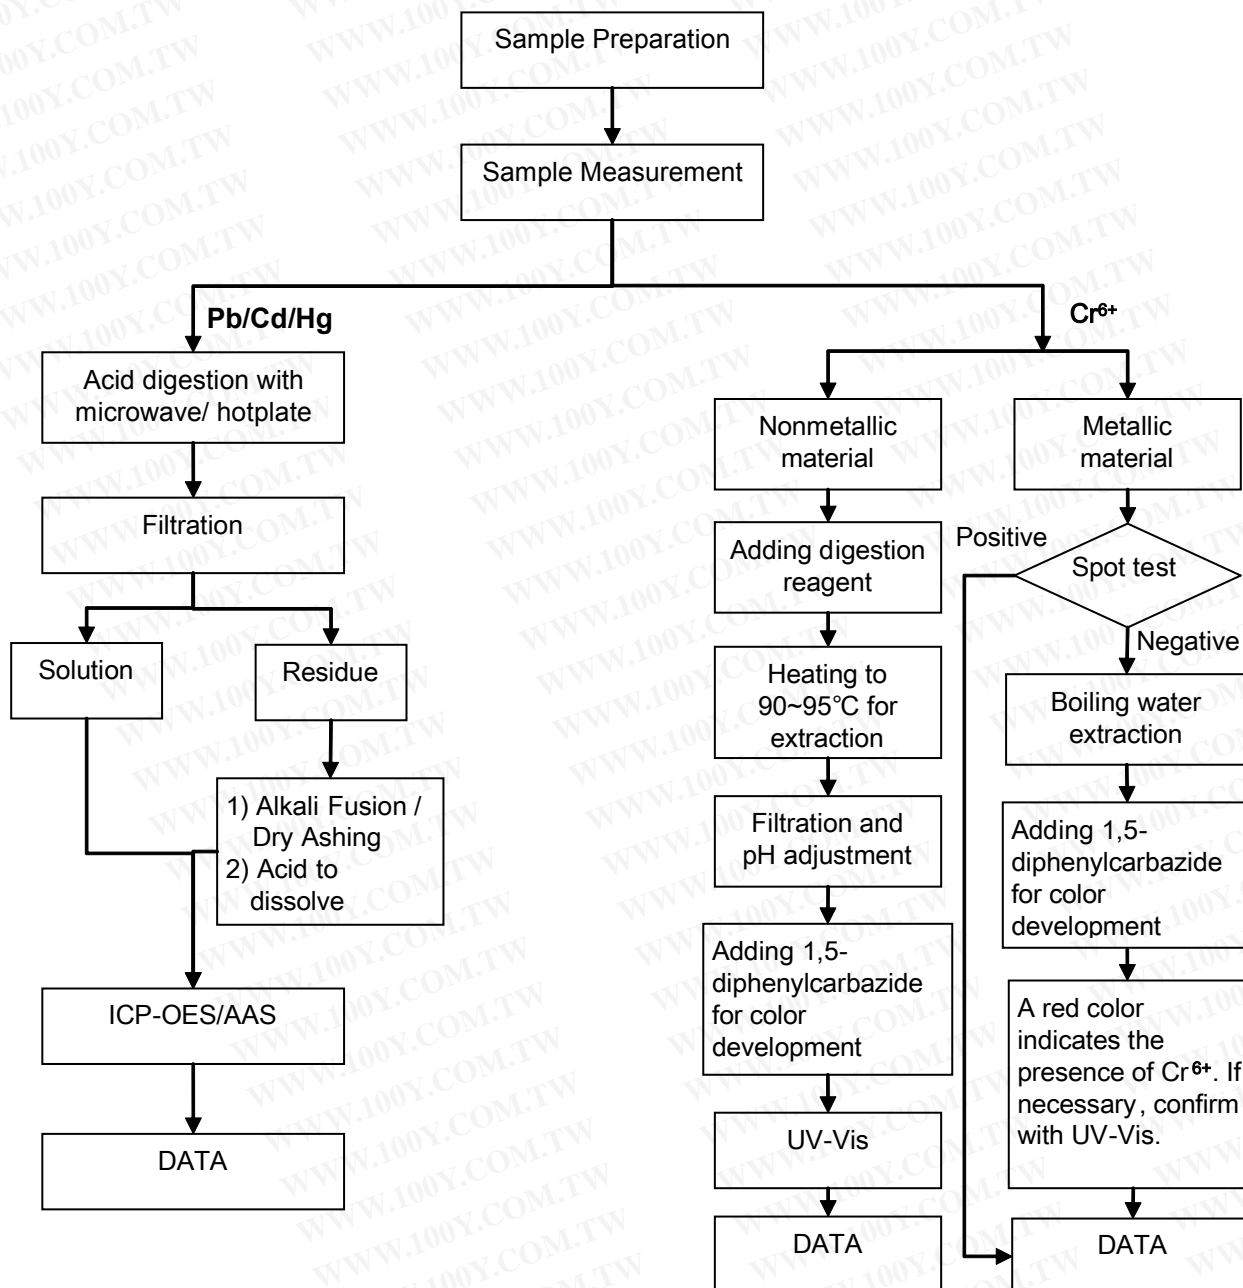 Sample Preparation
Sample Measurement
Pb/Cd/Hg
Cr⁶⁺
Acid digestion with
microwave/ hotplate
Filtration
Solution
Residue
1) Alkali Fusion /
Dry Ashing
2) Acid to
dissolve
ICP-OES/AAS
DATA
Nonmetallic
material
Adding digestion
reagent
Heating to
90~95°C for
extraction
Filtration and
pH adjustment
Adding 1,5-
diphenylcarbazide
for color
development
UV-Vis
DATA
Metallic
material
Positive
Spot test
Negative
Boiling water
extraction
Adding 1,5-
diphenylcarbazide
for color
development
A red color
indicates the
presence of Cr⁶⁺. If
necessary, confirm
with UV-Vis.
DATA
WWW.100Y.COM.TW